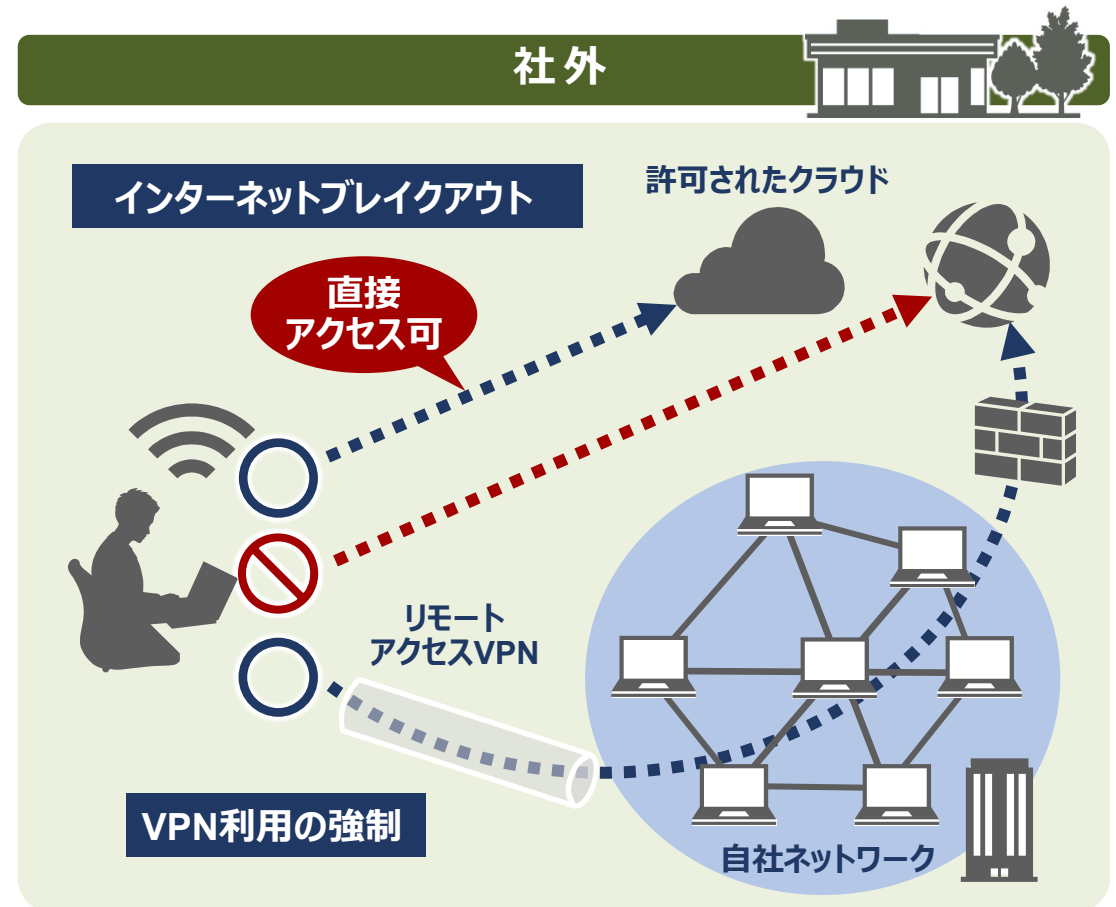 社外
インターネットブレイクアウト
許可されたクラウド
直接
アクセス可
リモート
アクセスVPN
VPN利用の強制
自社ネットワーク